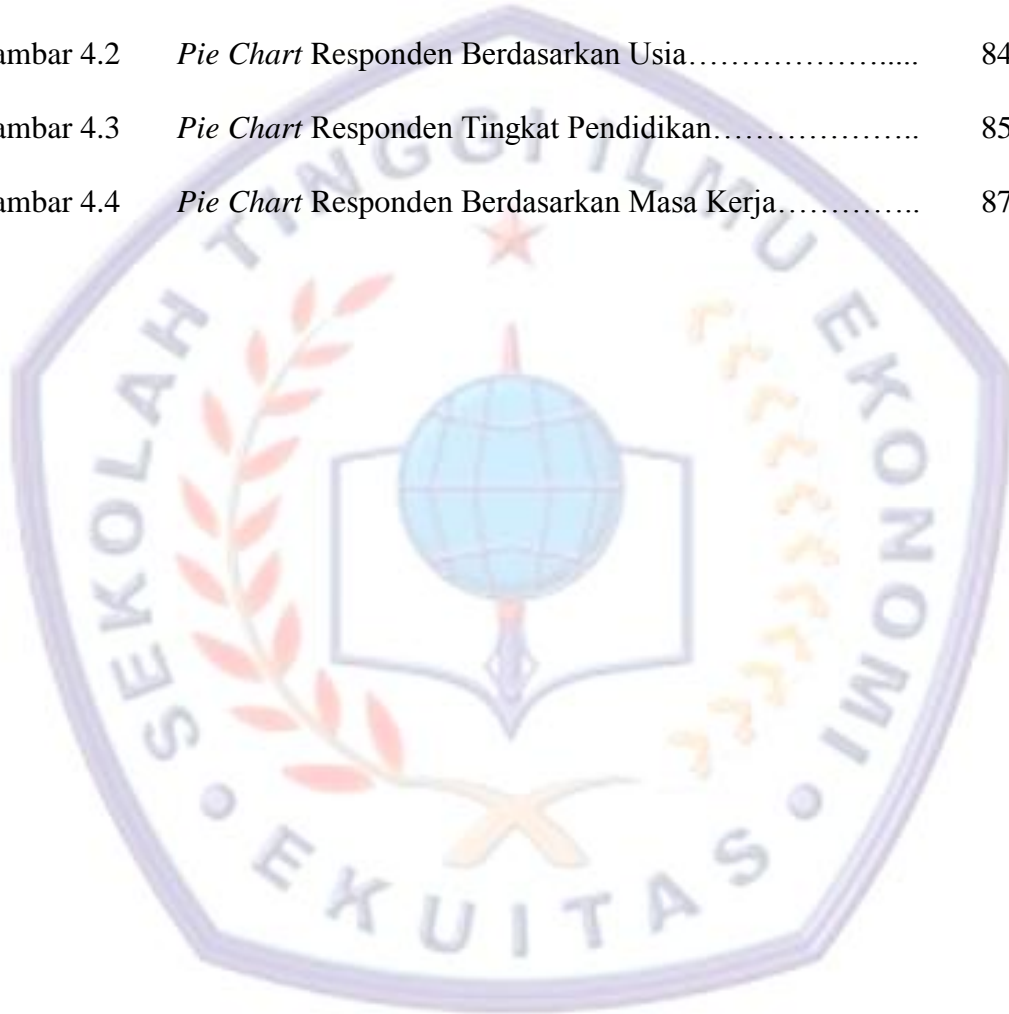 ambar 4.2 Pie Chart Responden Berdasarkan Usia………………..... 84
ambar 4.3 Pie Chart Responden Tingkat Pendidikan……………….. 85
ambar 4.4 Pie Chart Responden Berdasarkan Masa Kerja………….. 87
SEKOLAH TINGGI ILMU EKONOMI
• EKUITAS •